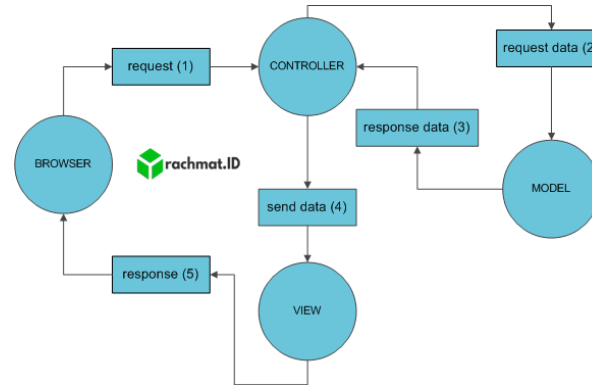 request (1)
CONTROLLER
request data (2
response data (3)
BROWSER
rachmat.ID
MODEL
send data (4)
response (5)
VIEW